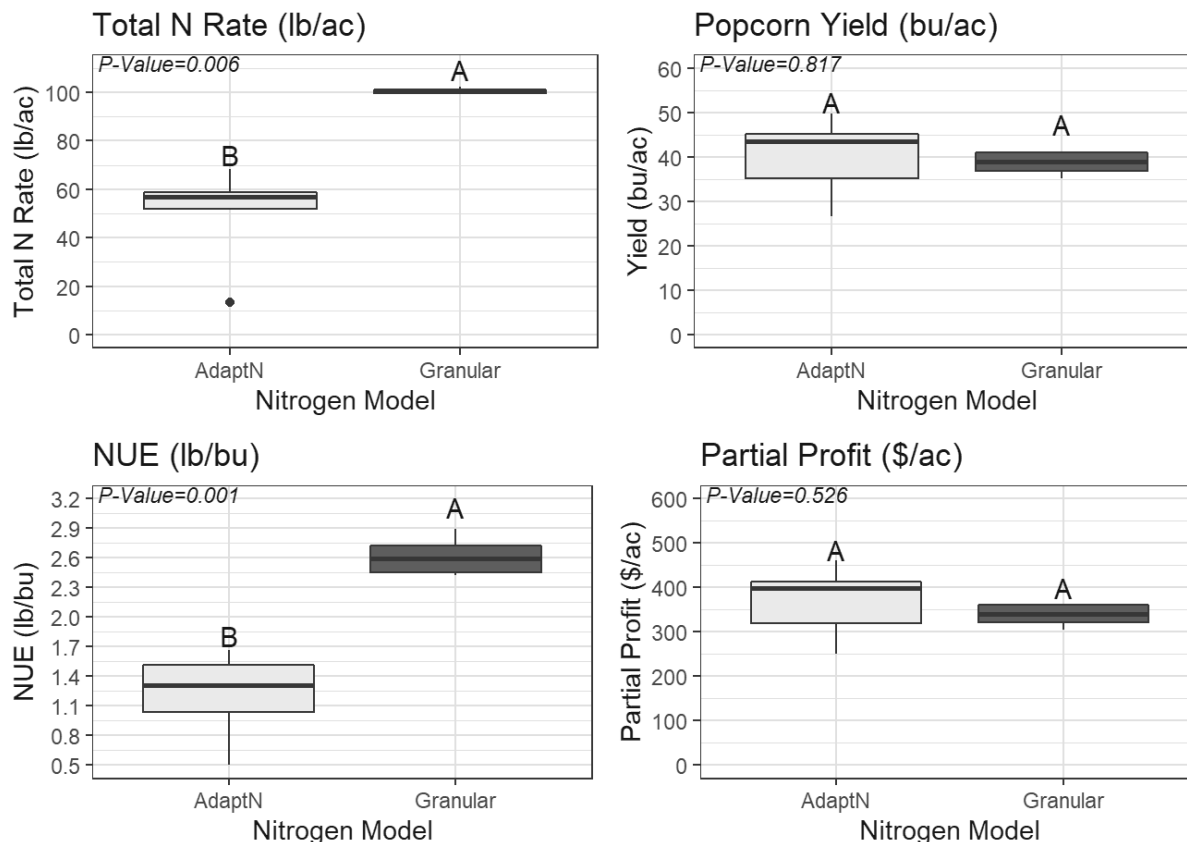 Total N Rate (lb/ac)
P-Value=0.006
Total N Rate (lb/ac)
100
80
60
40
20
0
B
A
AdaptN
Granular
Nitrogen Model
Popcorn Yield (bu/ac)
P-Value=0.817
Yield (bu/ac)
60
50
40
30
20
10
0
A
A
AdaptN
Granular
Nitrogen Model
NUE (lb/bu)
P-Value=0.001
NUE (lb/bu)
3.2
2.9
2.6
2.3
2.0
1.7
1.4
1.1
0.8
0.5
B
A
AdaptN
Granular
Nitrogen Model
Partial Profit ($/ac)
P-Value=0.526
Partial Profit ($/ac)
600
500
400
300
200
100
0
A
A
AdaptN
Granular
Nitrogen Model